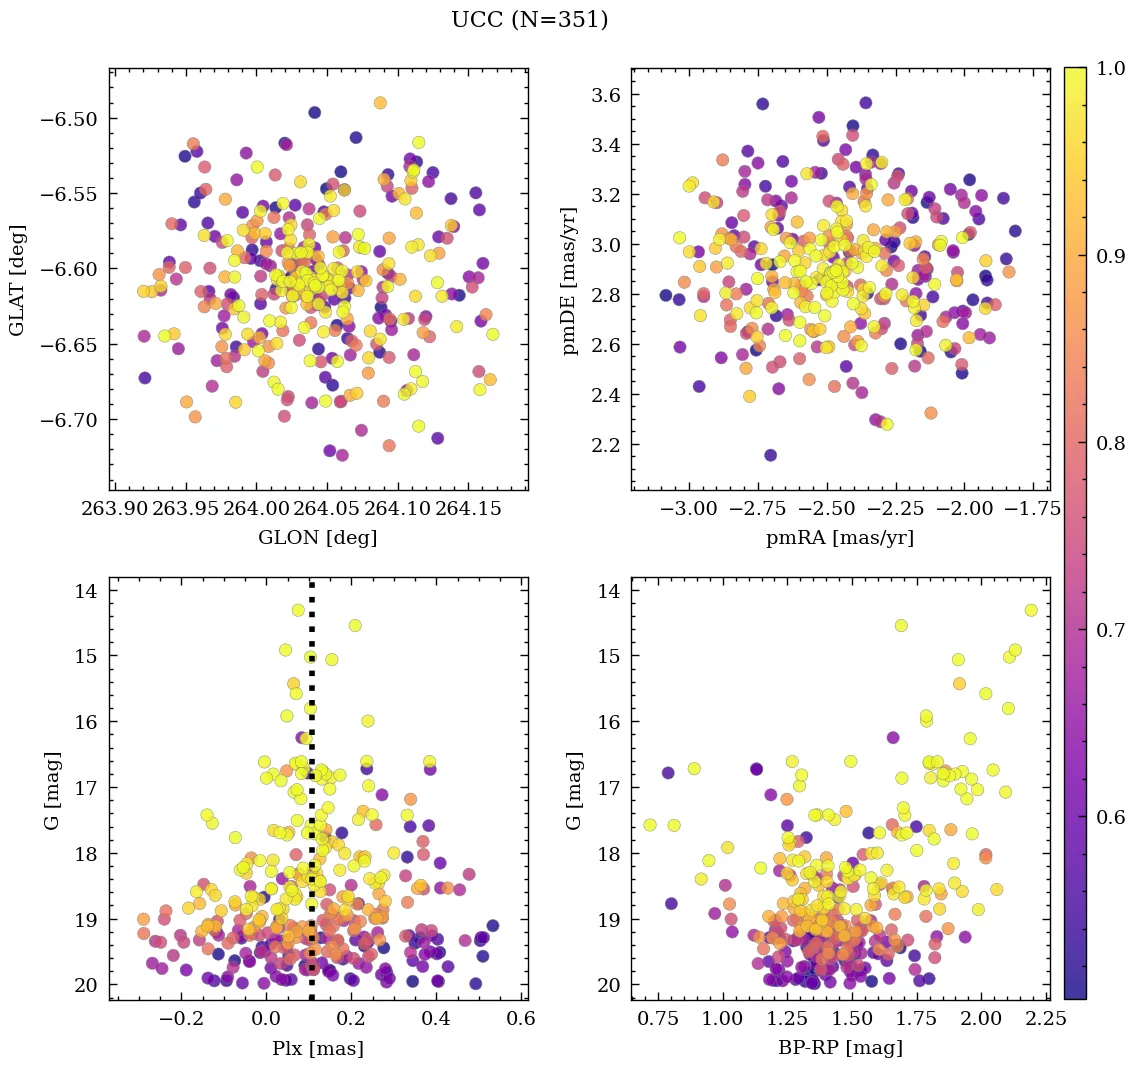 UCC (N=351)
−6.50
−6.55
−6.60
−6.65
−6.70
GLAT [deg]
263.90 263.95 264.00 264.05 264.10 264.15
GLON [deg]
3.6
3.4
3.2
3.0
2.8
2.6
2.4
2.2
pmDE [mas/yr]
−3.00 −2.75 −2.50 −2.25 −2.00 −1.75
pmRA [mas/yr]
14
15
16
17
18
19
20
G [mag]
−0.2 0.0 0.2 0.4 0.6
Plx [mas]
14
15
16
17
18
19
20
G [mag]
0.75 1.00 1.25 1.50 1.75 2.00 2.25
BP-RP [mag]
1.0
0.9
0.8
0.7
0.6